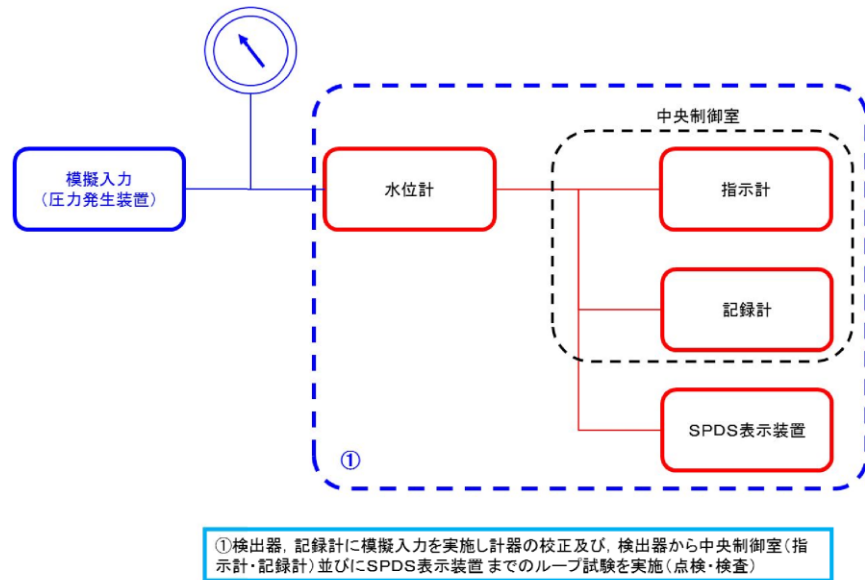 中央制御室
模擬入力
（圧力発生装置）
水位計
指示計
記録計
SPDS表示装置
①
①検出器，記録計に模擬入力を実施し計器の校正及び，検出器から中央制御室（指
示計・記録計）並びにSPDS表示装置までのループ試験を実施（点検・検査）